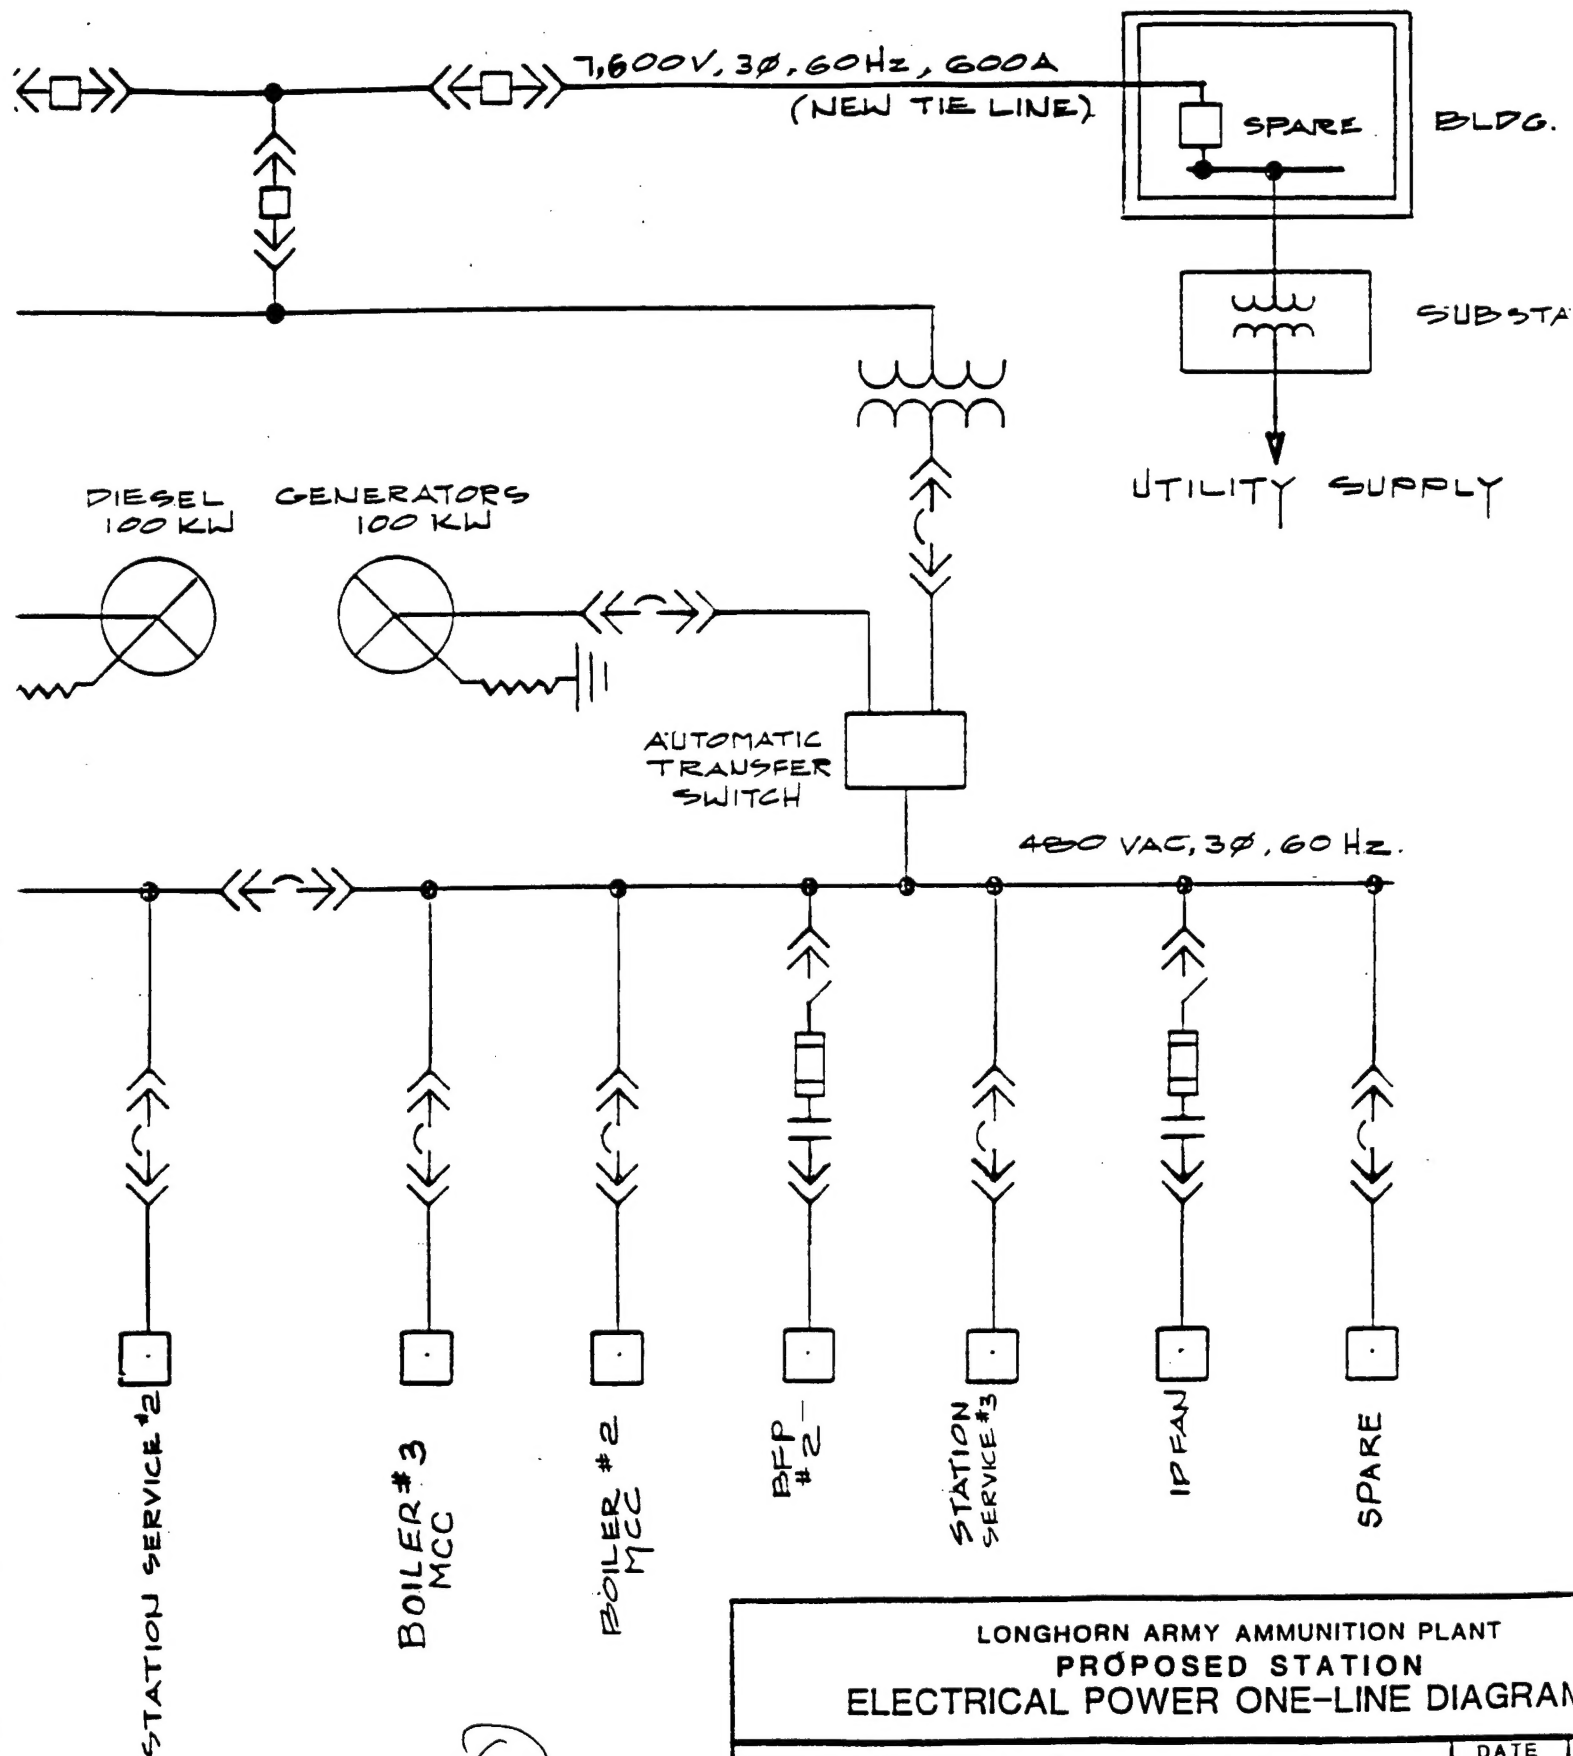 7,600V, 3Ø, 60Hz, 600A
(NEW TIE LINE)
SPARE
BLDG.
SUBSTA
UTILITY SUPPLY
DIESEL GENERATORS
100 KW 100 KW
AUTOMATIC
TRANSFER
SWITCH
480 VAC, 3Ø, 60 Hz.
STATION SERVICE #2
BOILER #3
MCC
BOILER #2
MCC
BFP
#2
STATION
SERVICE #3
IP FAN
SPARE
LONGHORN ARMY AMMUNITION PLANT
PROPOSED STATION
ELECTRICAL POWER ONE-LINE DIAGRAM
DATE